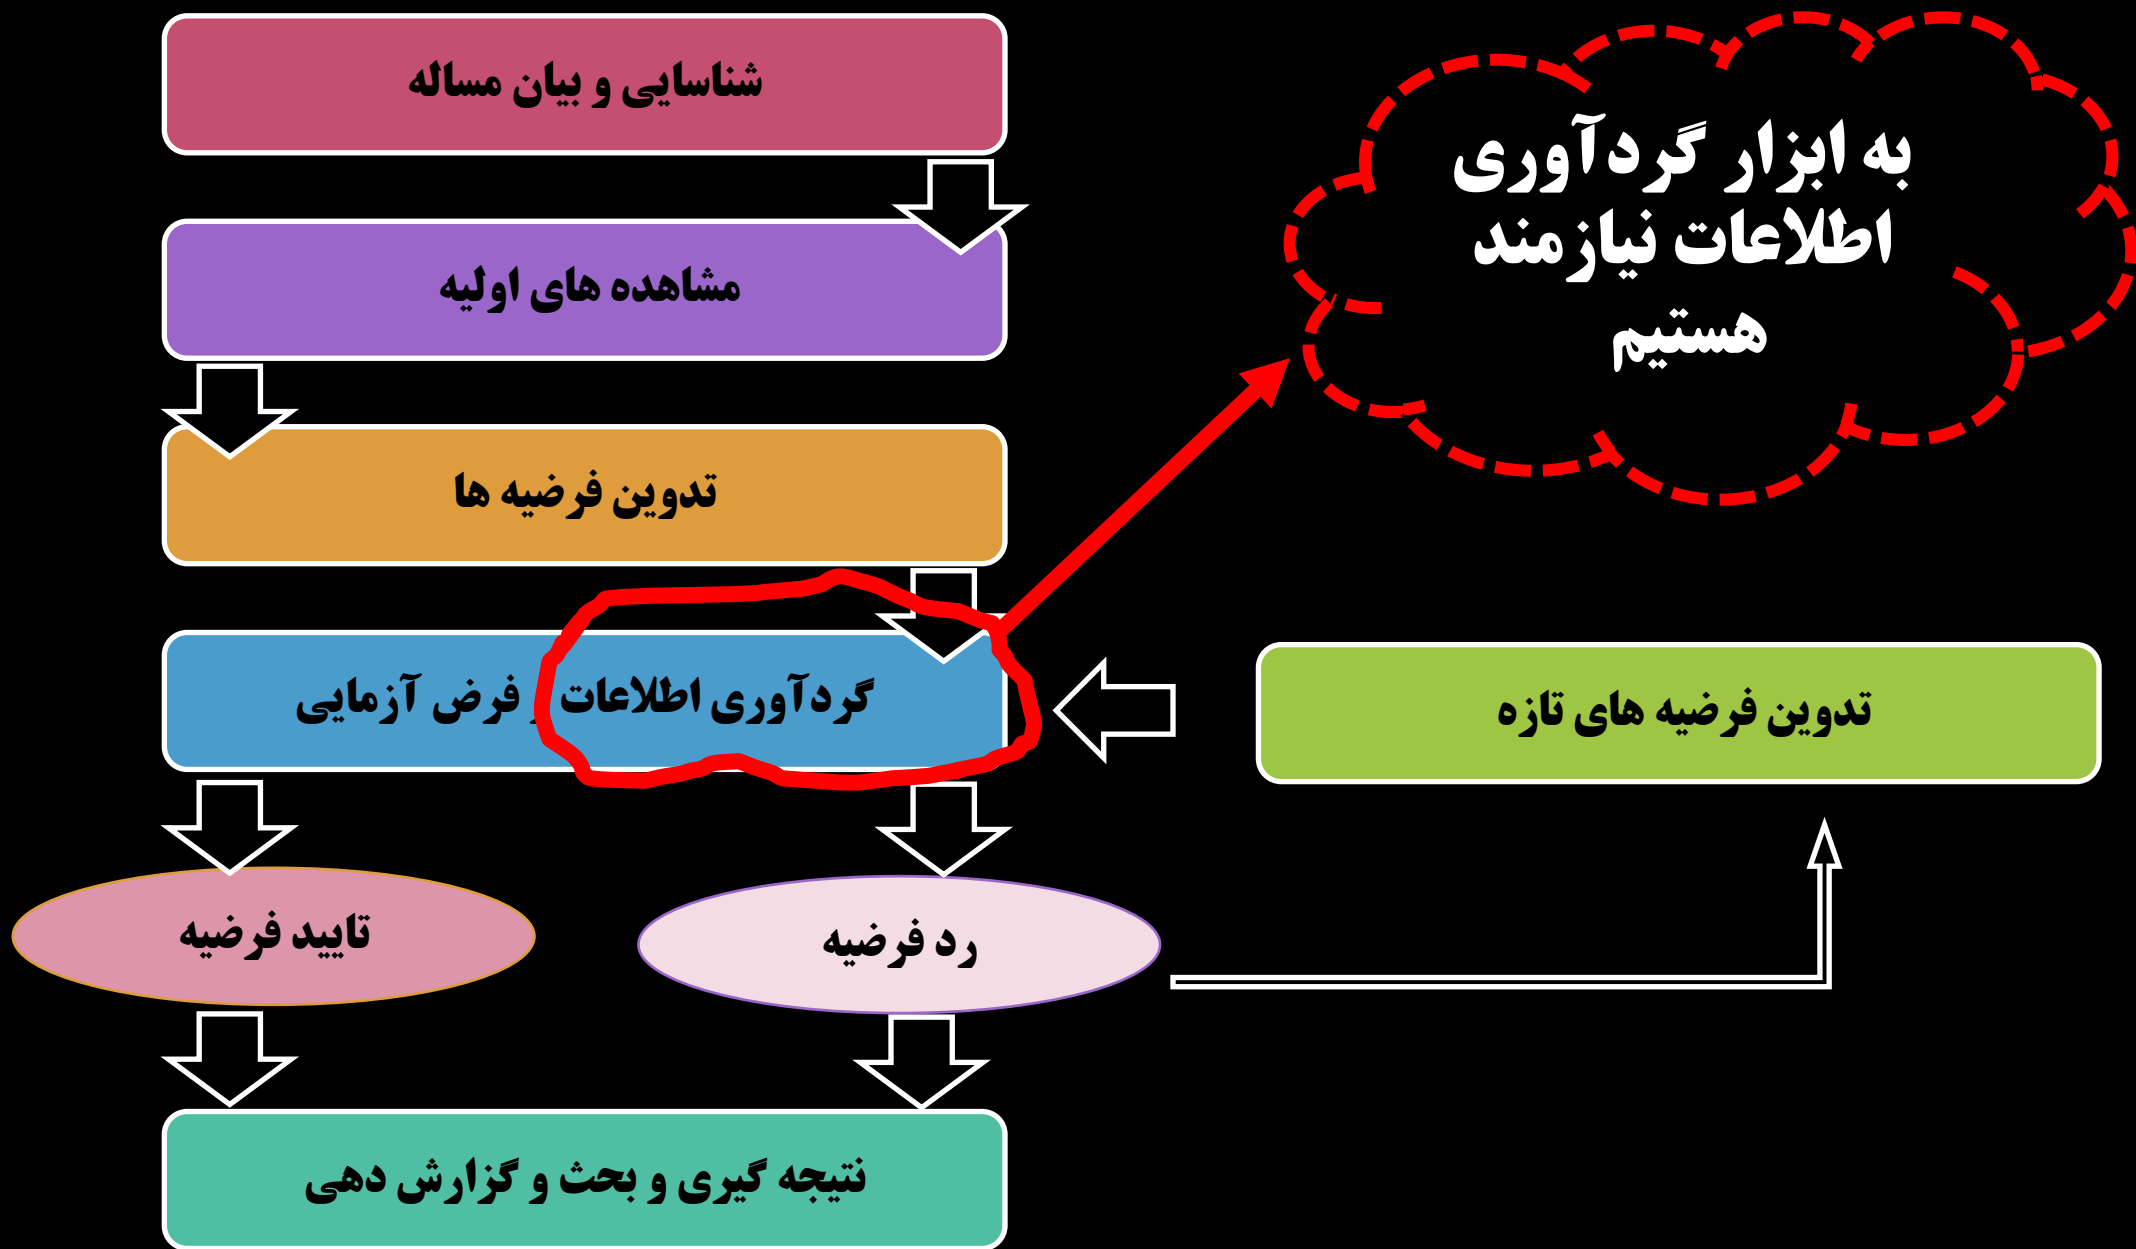 شناسایی و بیان مساله
به ابزار گردآوری
اطلاعات نیازمند
هستیم
مشاهده های اولیه
تدوین فرضیه ها
گردآوری اطلاعات و فرض آزمایی
تدوین فرضیه های تازه
رد فرضیه
تایید فرضیه
نتیجه گیری و بحث و گزارش دهی